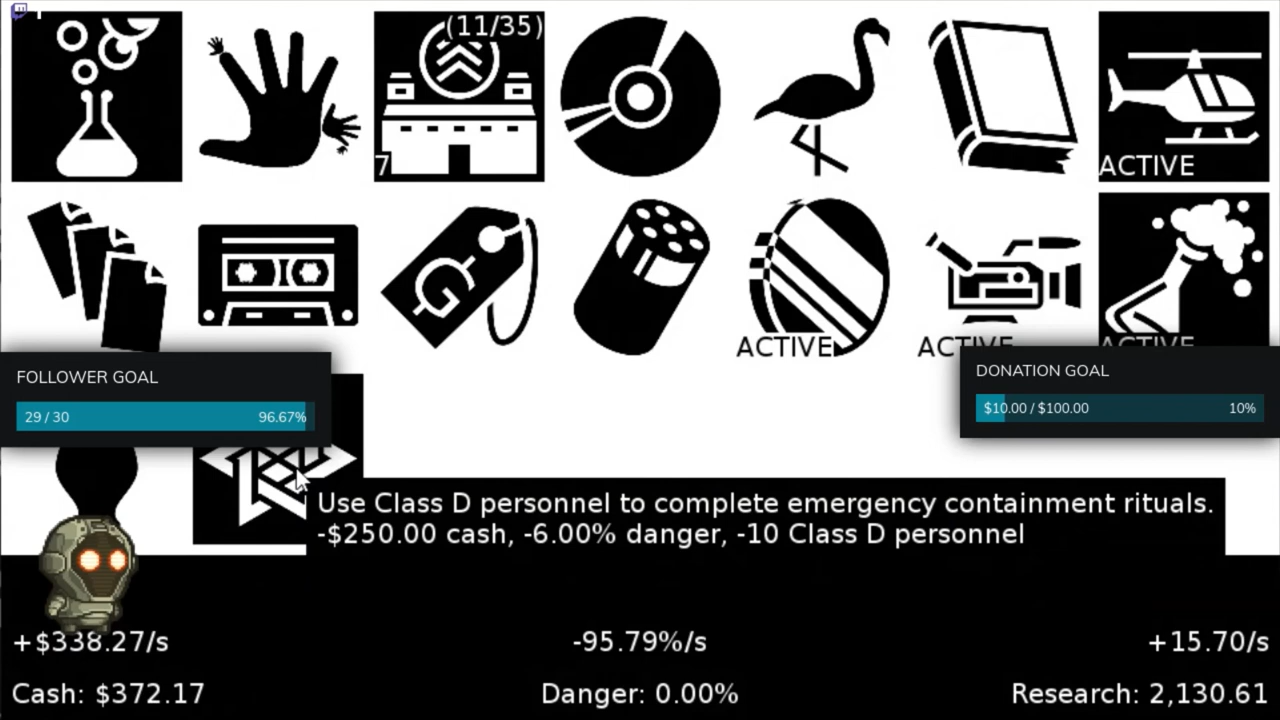 (11/35)
7
ACTIVE
G
ACTIVE
ACTIVE
ACTIVE
FOLLOWER GOAL
29 / 30
96.67%
DONATION GOAL
$10.00 / $100.00
10%
Use Class D personnel to complete emergency containment rituals.
-$250.00 cash, -6.00% danger, -10 Class D personnel
+$338.27/s
-95.79%/s
+15.70/s
Cash: $372.17
Danger: 0.00%
Research: 2,130.61